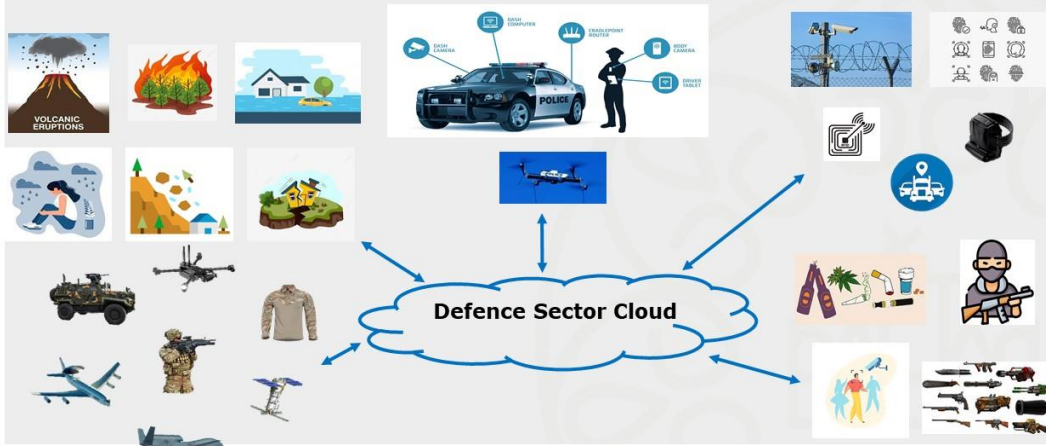 DASH
COMPUTER
DASH
CAMERA
CRADLEPOINT
ROUTER
BODY
CAMERA
DRIVER
TABLET
POLICE
VOLCANIC
ERUPTIONS
Defence Sector Cloud